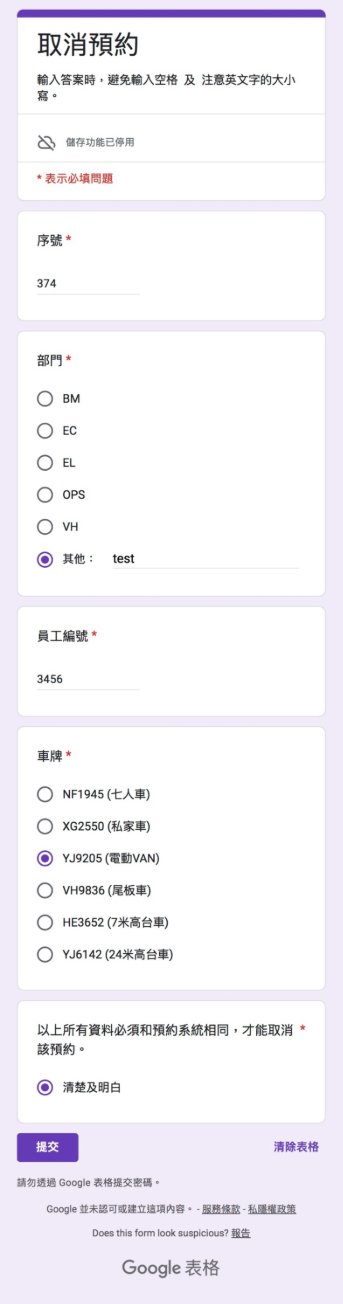 取消預約
輸入答案時，避免輸入空格 及 注意英文字的大小
寫。
儲存功能已停用
* 表示必填問題
序號 *
374
部門 *
BM
EC
EL
OPS
VH
其他： test
員工編號 *
3456
車牌 *
NF1945 (七人車)
XG2550 (私家車)
YJ9205 (電動VAN)
VH9836 (尾板車)
HE3652 (7米高台車)
YJ6142 (24米高台車)
以上所有資料必須和預約系統相同，才能取消 *
該預約。
清楚及明白
提交 清除表格
請勿透過 Google 表格提交密碼。
Google 並未認可或建立這項內容。 - 服務條款 - 私隱權政策
Does this form look suspicious? 報告
Google 表格